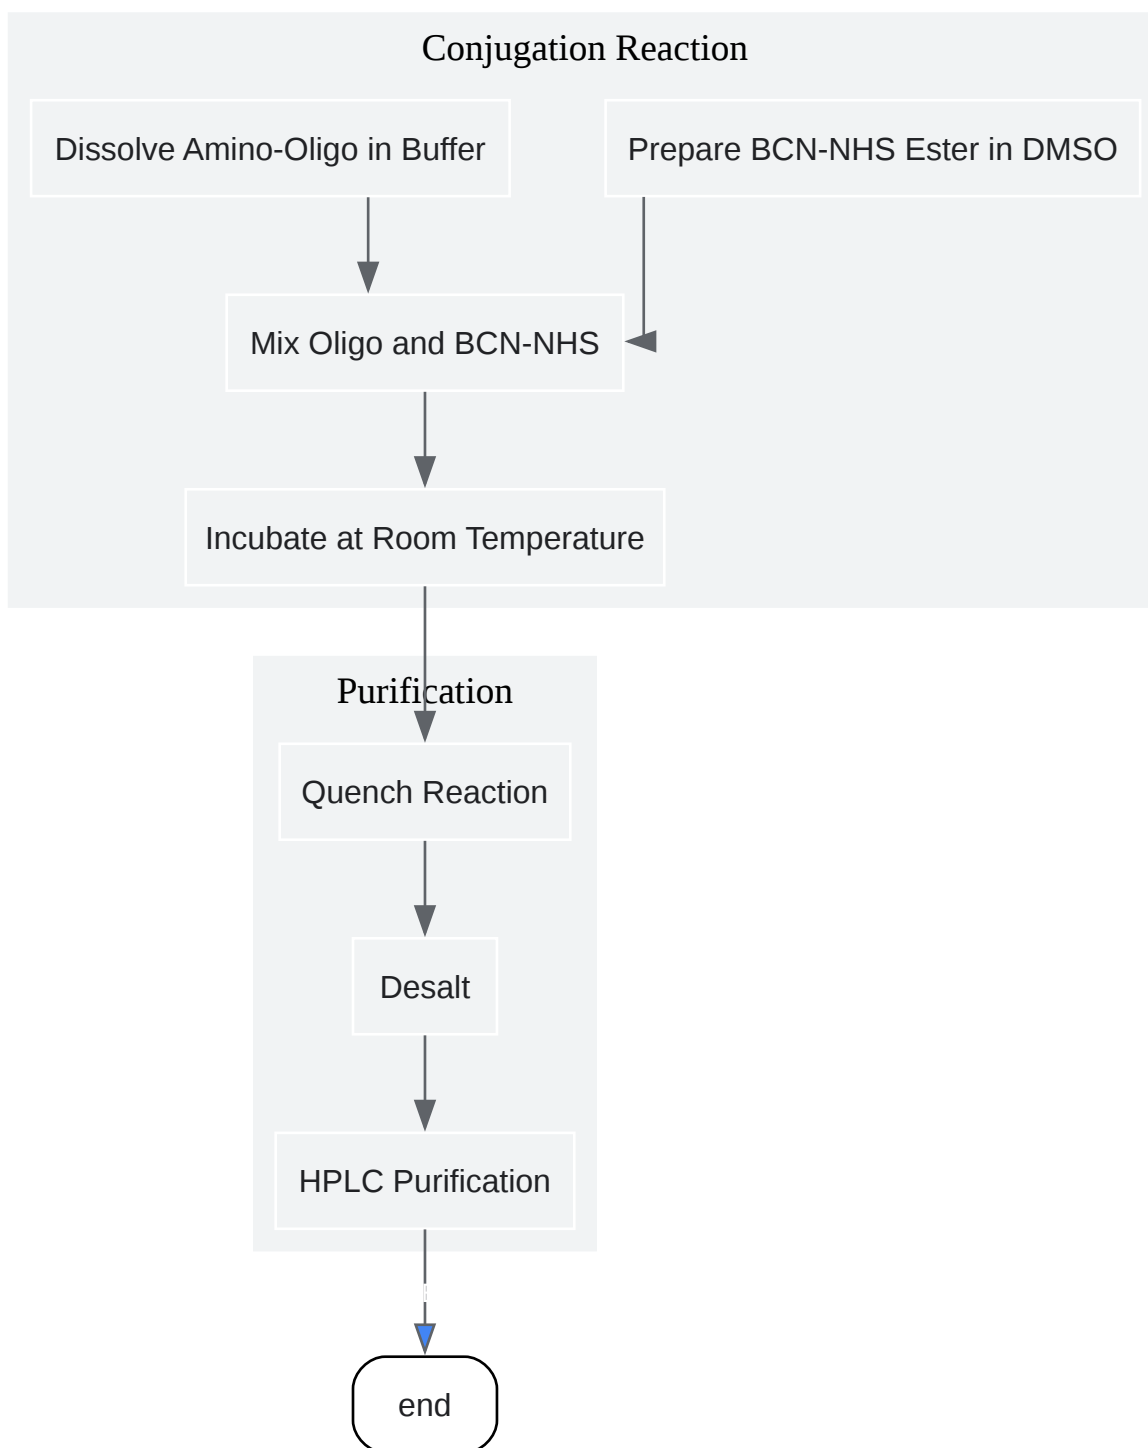 Conjugation Reaction
Dissolve Amino-Oligo in Buffer
Prepare BCN-NHS Ester in DMSO
Mix Oligo and BCN-NHS
Incubate at Room Temperature
Purification
Quench Reaction
Desalt
HPLC Purification
end